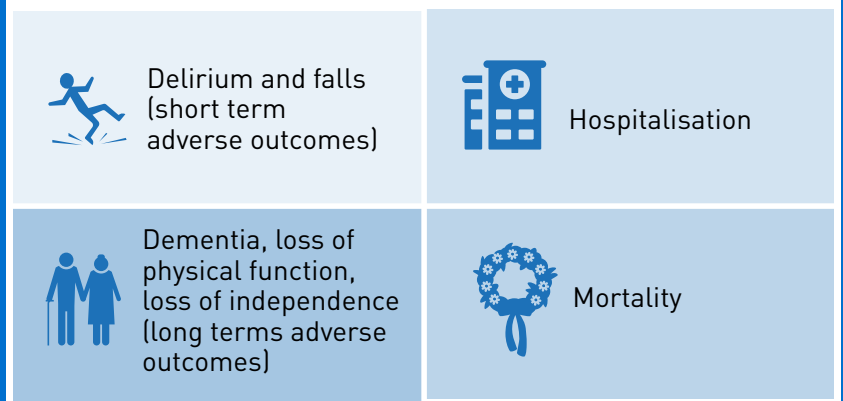 Delirium and falls
(short term
adverse outcomes)
Hospitalisation
Dementia, loss of
physical function,
loss of independence
(long terms adverse
outcomes)
Mortality